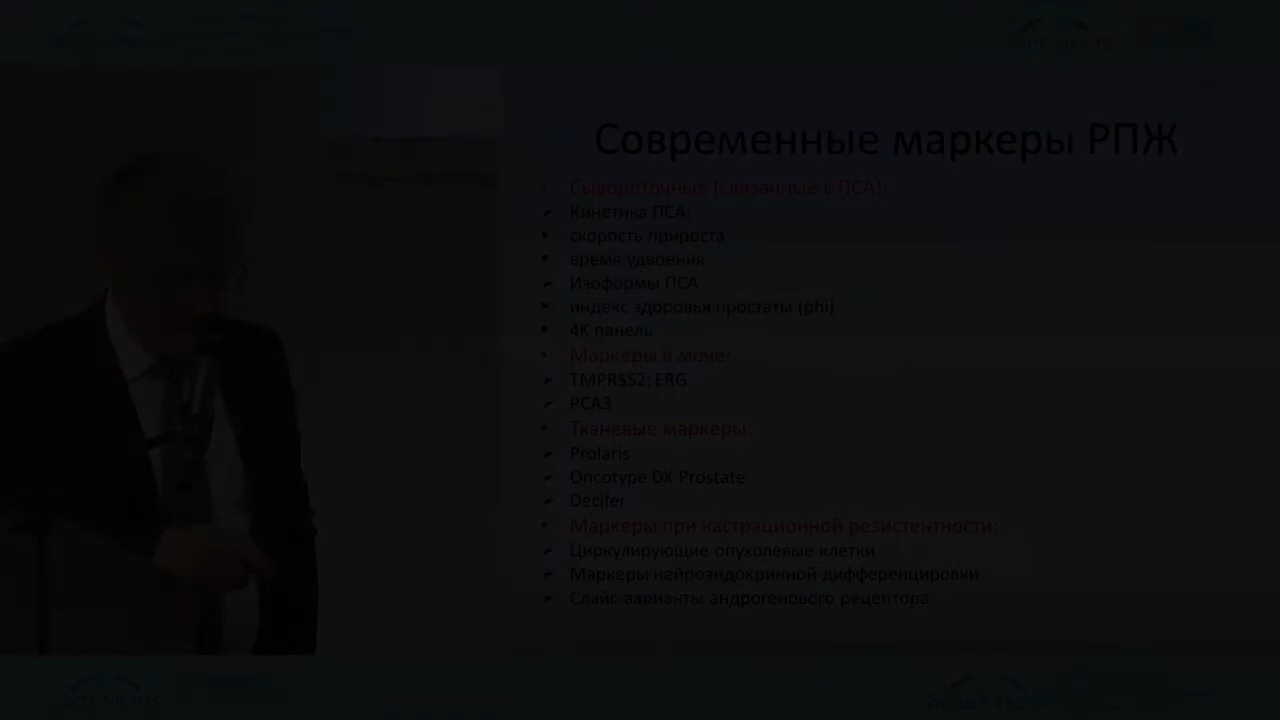 Современные маркеры РПЖ
Сывороточные (связанные с ПСА):
Кинетика ПСА:
скорость прироста
время удвоения
Изоформы ПСА
индекс здоровья простаты (phi)
4К панель
Маркеры в моче:
TMPRSS2: ERG
PCA3
Тканевые маркеры:
Prolaris
Oncotype DX Prostate
Decifer
Маркеры при кастрационной резистентности:
Циркулирующие опухолевые клетки
Маркеры нейроэндокринной дифференцировки
Слайс варианты андрогенового рецептора